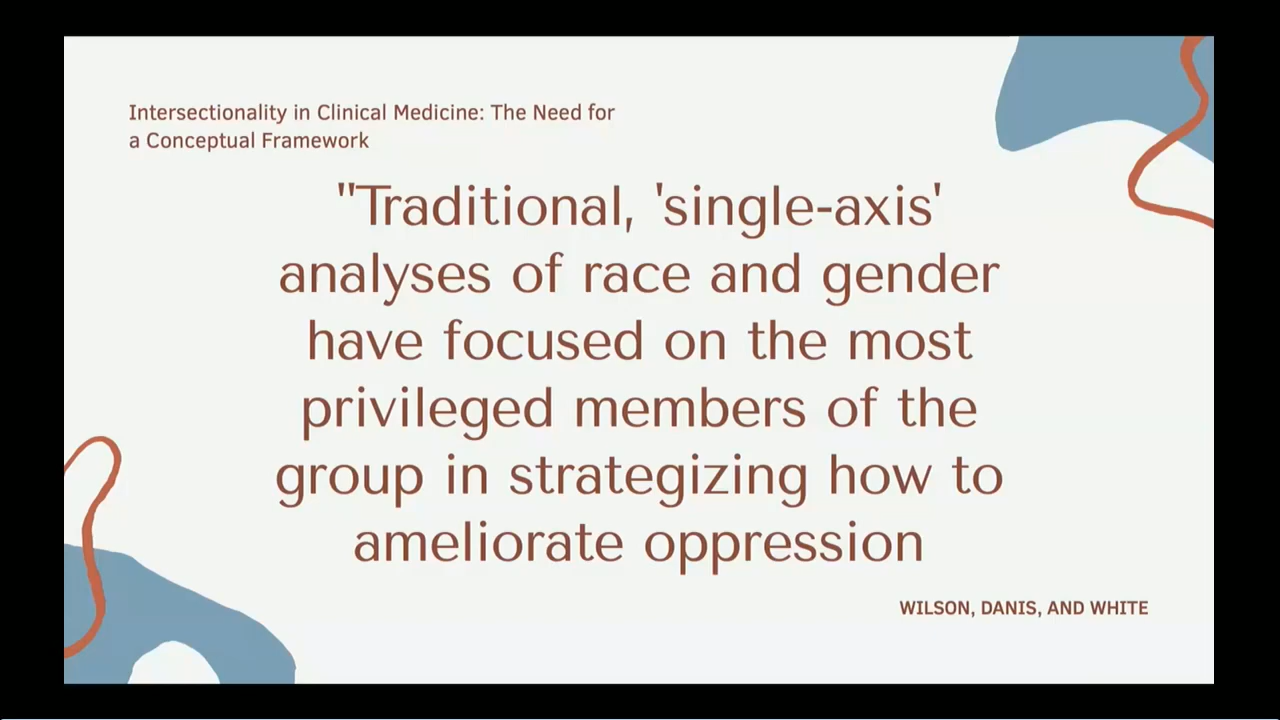 Intersectionality in Clinical Medicine: The Need for
a Conceptual Framework
"Traditional, 'single-axis'
analyses of race and gender
have focused on the most
privileged members of the
group in strategizing how to
ameliorate oppression
WILSON, DANIS, AND WHITE